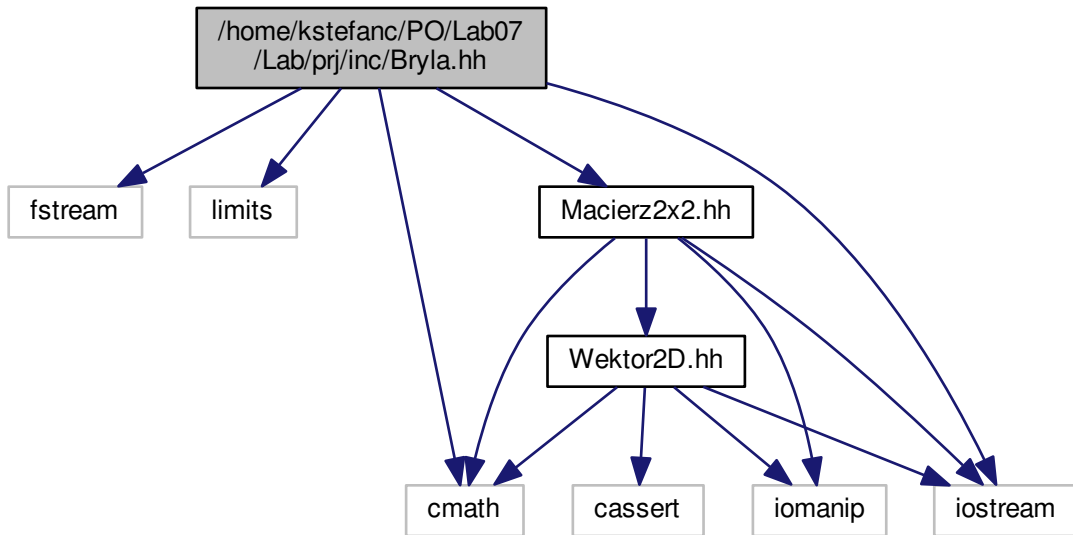 /home/kstefanc/PO/Lab07
/Lab/prj/inc/Bryla.hh
fstream
limits
Macierz2x2.hh
Wektor2D.hh
cmath
cassert
iomanip
iostream